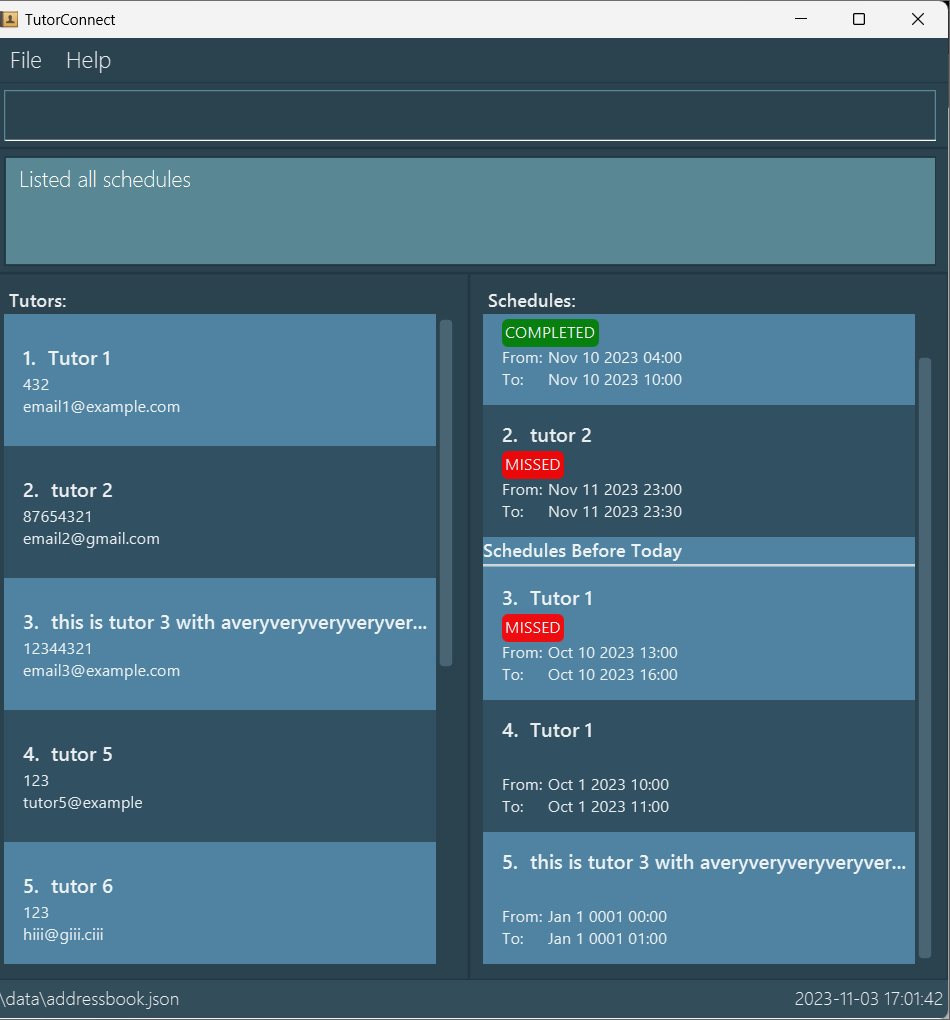 TutorConnect
File Help
Listed all schedules
Tutors:
1. Tutor 1
432
email1@example.com
2. tutor 2
87654321
email2@gmail.com
3. this is tutor 3 with averyveryveryveryver...
12344321
email3@example.com
4. tutor 5
123
tutor5@example
5. tutor 6
123
hiii@giii.ciii
Schedules:
COMPLETED
From: Nov 10 2023 04:00
To: Nov 10 2023 10:00
2. tutor 2
MISSED
From: Nov 11 2023 23:00
To: Nov 11 2023 23:30
Schedules Before Today
3. Tutor 1
MISSED
From: Oct 10 2023 13:00
To: Oct 10 2023 16:00
4. Tutor 1
From: Oct 1 2023 10:00
To: Oct 1 2023 11:00
5. this is tutor 3 with averyveryveryveryver...
From: Jan 1 0001 00:00
To: Jan 1 0001 01:00
\data\addressbook.json
2023-11-03 17:01:42